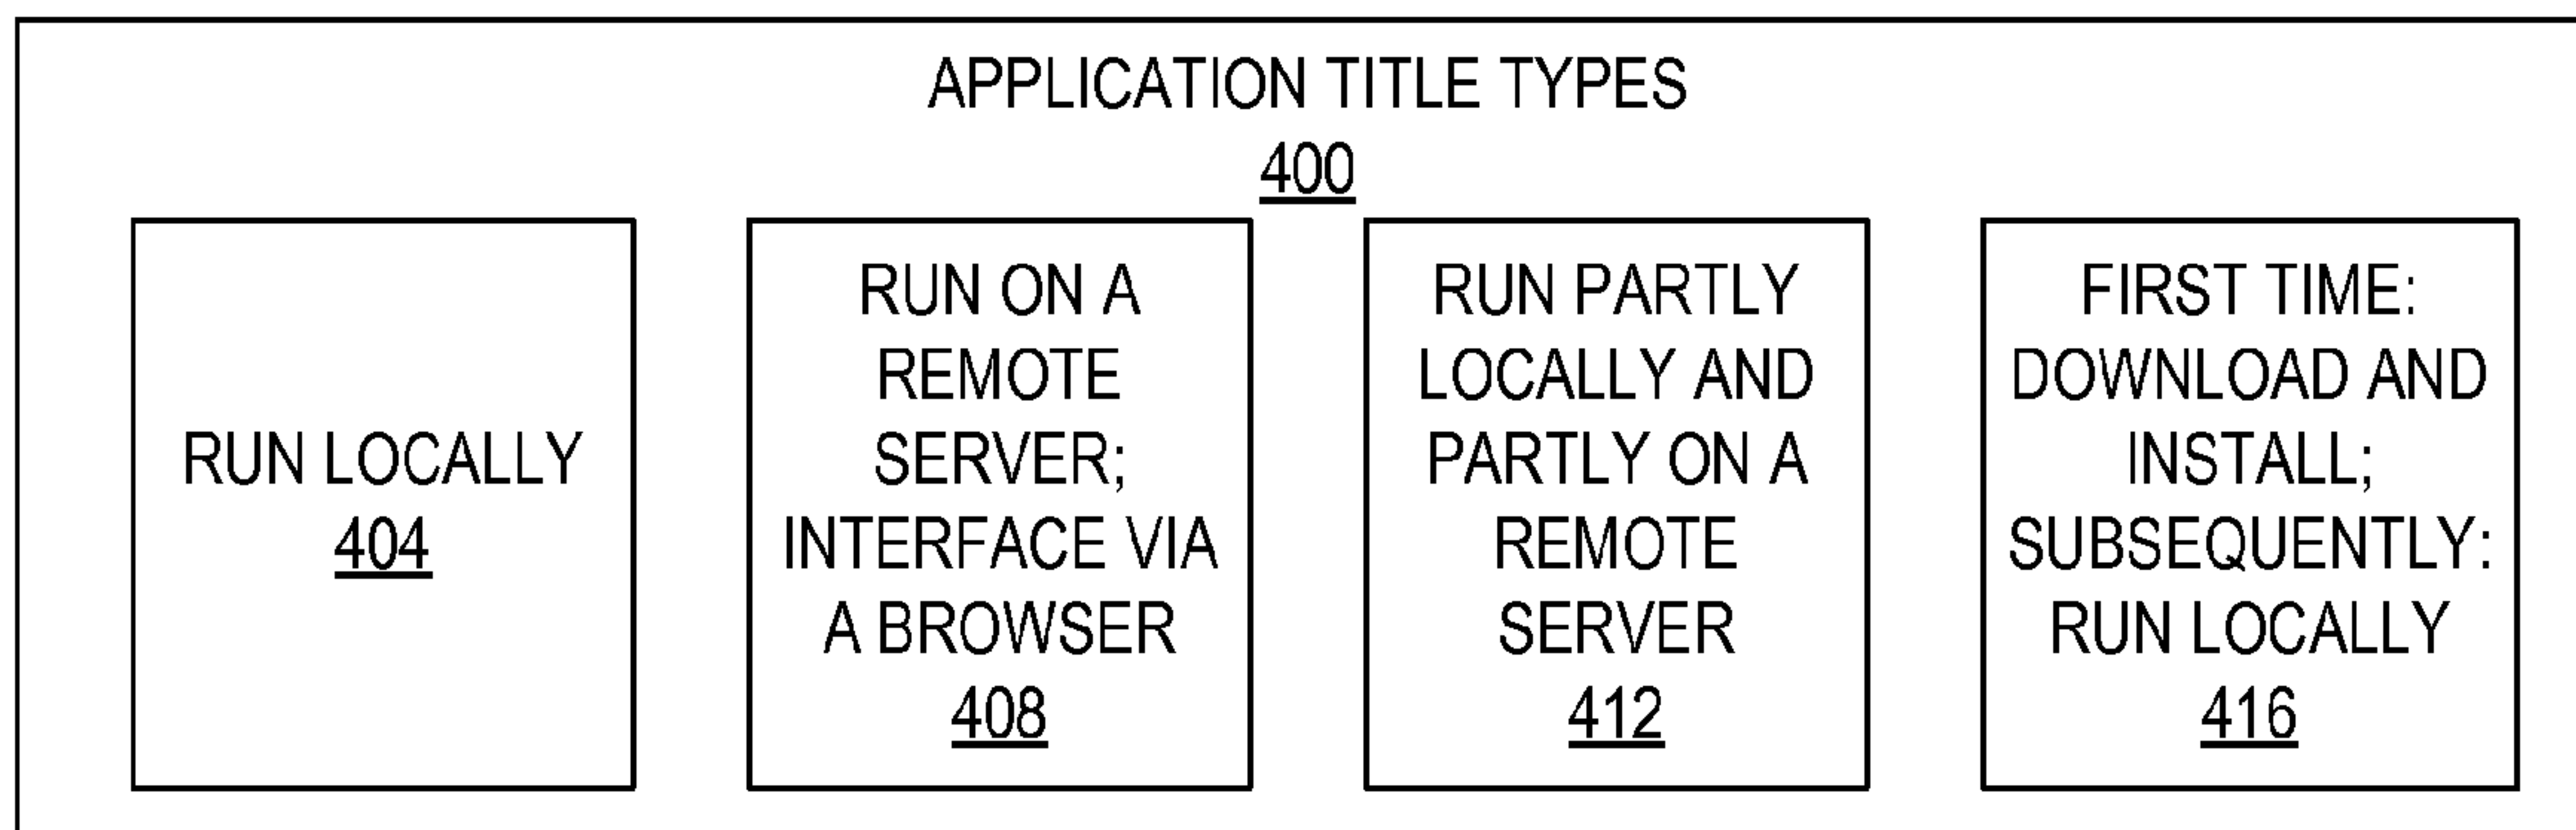 APPLICATION TITLE TYPES
400
RUN LOCALLY
404
RUN ON A
REMOTE
SERVER;
INTERFACE VIA
A BROWSER
408
RUN PARTLY
LOCALLY AND
PARTLY ON A
REMOTE
SERVER
412
FIRST TIME:
DOWNLOAD AND
INSTALL;
SUBSEQUENTLY:
RUN LOCALLY
416